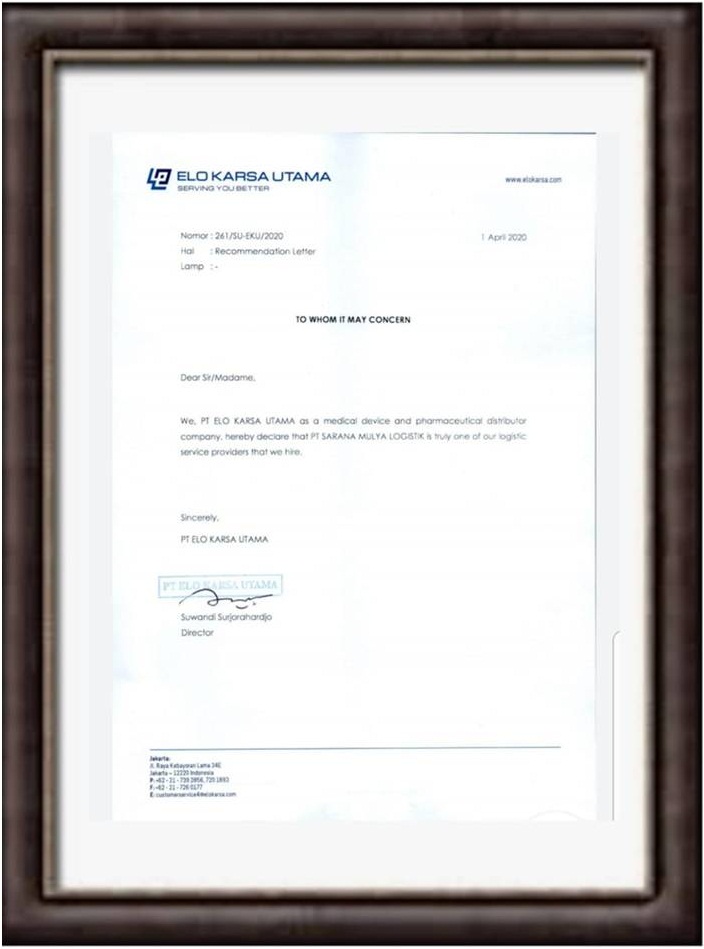 ELO KARSA UTAMA
SERVING YOU BETTER
www.elokarsa.com
Nomor : 261/SU-EKU/2020
1 April 2020
Hal : Recommendation Letter
Lamp : -
TO WHOM IT MAY CONCERN
Dear Sir/Madame,
We, PT ELO KARSA UTAMA as a medical device and pharmaceutical distributor
company, hereby declare that PT SARANA MULYA LOGISTIK is truly one of our logistic
service providers that we hire.
Sincerely,
PT ELO KARSA UTAMA
PT ELO KARSA UTAMA
Suwandi Surjorahardjo
Director
Jakarta:
Jl. Raya Kebayoran Lama 34E
Jakarta – 12220 Indonesia
P. +62 - 21 - 739 2856, 720 1893
F. +62 - 21 - 726 0177
E: customerservice@elokarsa.com